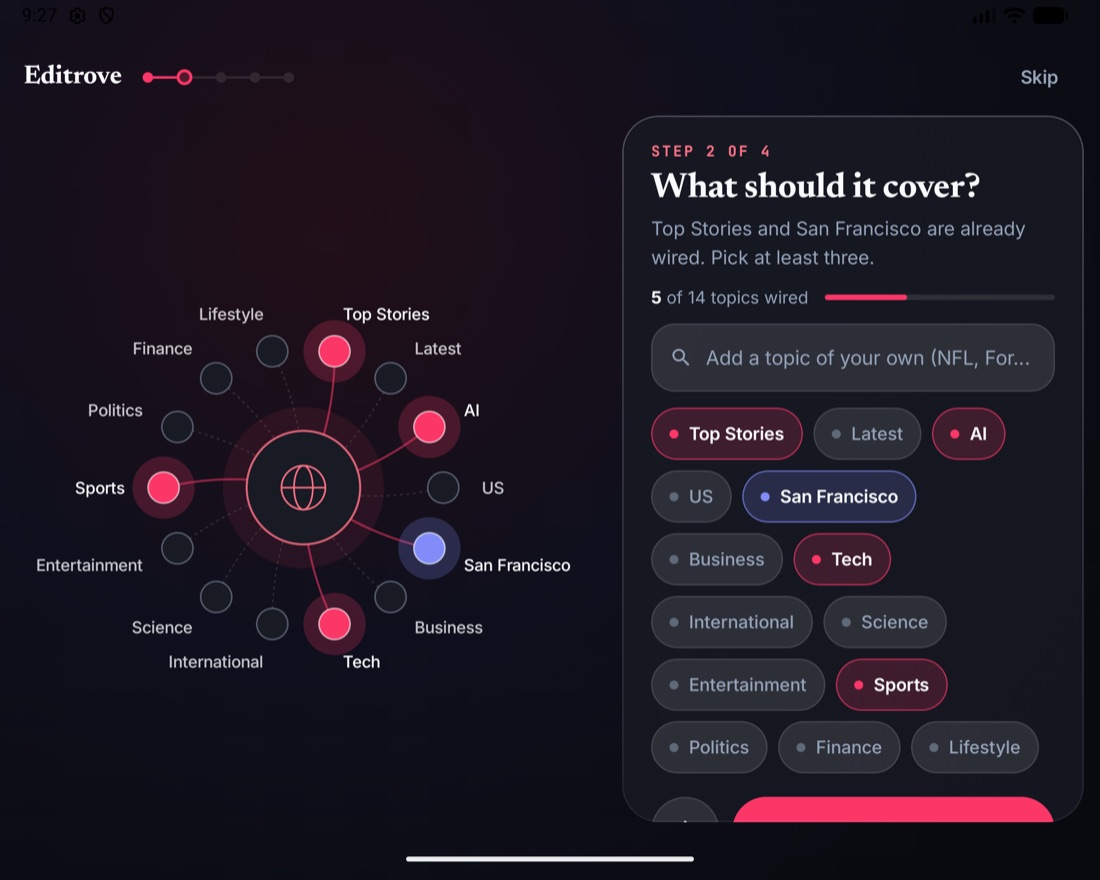 9:27
Editrove
Skip
Lifestyle
Top Stories
Finance
Latest
Politics
AI
Sports
US
Entertainment
San Francisco
Science
Business
International
Tech
STEP 2 OF 4
What should it cover?
Top Stories and San Francisco are already
wired. Pick at least three.
5 of 14 topics wired
Add a topic of your own (NFL, For...
Top Stories
Latest
AI
US
San Francisco
Business
Tech
International
Science
Entertainment
Sports
Politics
Finance
Lifestyle